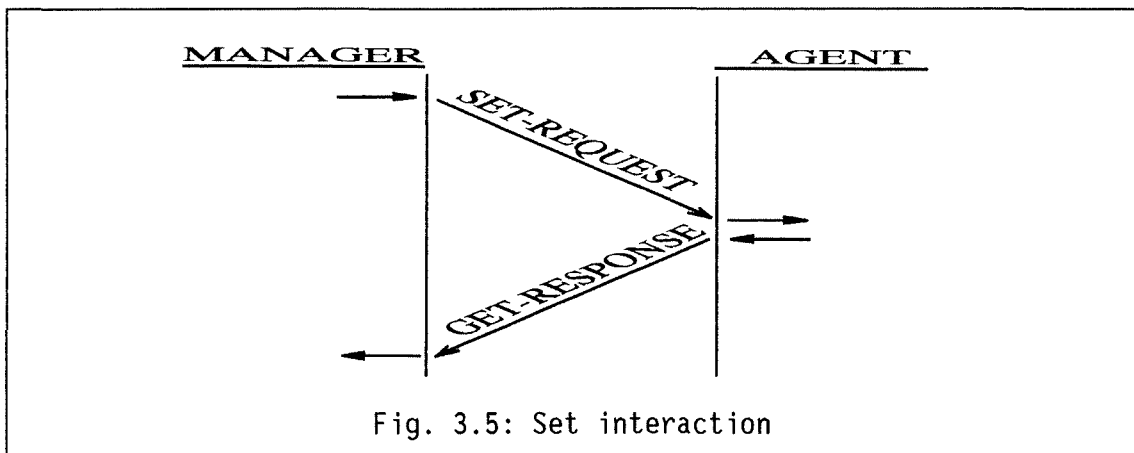 MANAGER
AGENT
SET-REQUEST
GET-RESPONSE
Fig. 3.5: Set interaction